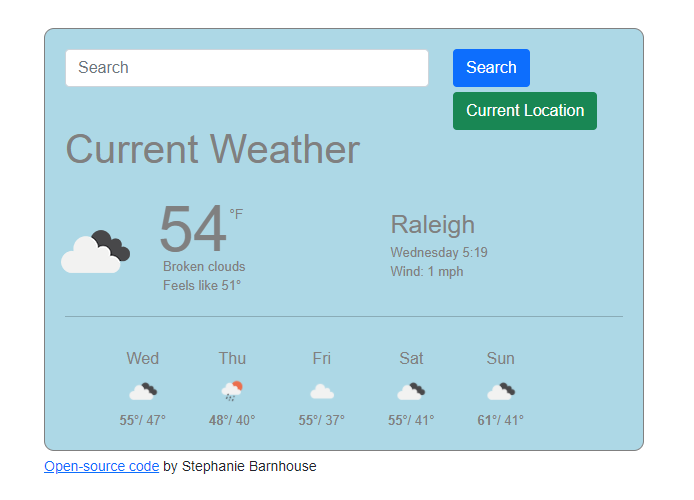 Search Search
Current Location
Current Weather
54 °F
Broken clouds
Feels like 51°
Raleigh
Wednesday 5:19
Wind: 1 mph
Wed Thu Fri Sat Sun
55°/ 47° 48°/ 40° 55°/ 37° 55°/ 41° 61°/ 41°
Open-source code by Stephanie Barnhouse